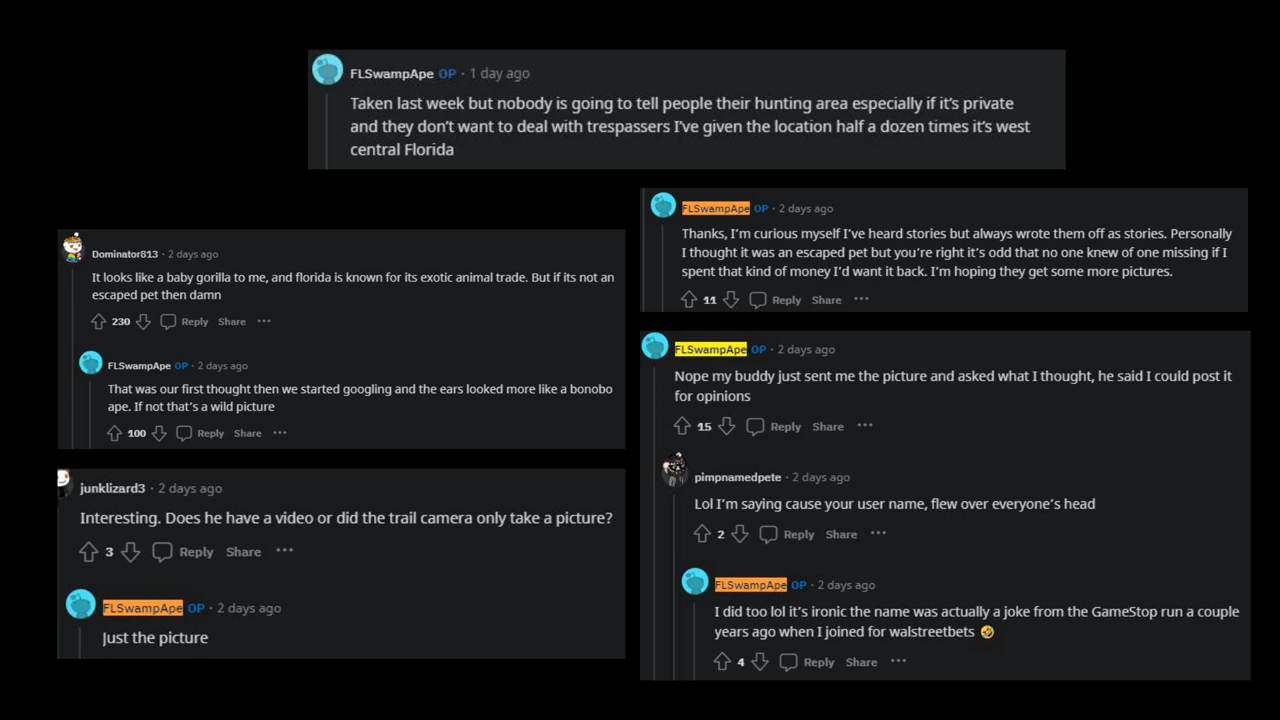 FLSwampApe OP · 1 day ago
Taken last week but nobody is going to tell people their hunting area especially if it's private
and they don't want to deal with trespassers I've given the location half a dozen times it's west
central Florida
Dominator813 · 2 days ago
It looks like a baby gorilla to me, and florida is known for its exotic animal trade. But if its not an
escaped pet then damn
230 Reply Share ···
FLSwampApe OP · 2 days ago
That was our first thought then we started googling and the ears looked more like a bonobo
ape. If not that's a wild picture
100 Reply Share ···
junklizard3 · 2 days ago
Interesting. Does he have a video or did the trail camera only take a picture?
3 Reply Share ···
FLSwampApe OP · 2 days ago
Just the picture
FLSwampApe OP · 2 days ago
Thanks, I'm curious myself I've heard stories but always wrote them off as stories. Personally
I thought it was an escaped pet but you're right it's odd that no one knew of one missing if I
spent that kind of money I'd want it back. I'm hoping they get some more pictures.
11 Reply Share ···
FLSwampApe OP · 2 days ago
Nope my buddy just sent me the picture and asked what I thought, he said I could post it
for opinions
15 Reply Share ···
pimpnamedpete · 2 days ago
Lol I'm saying cause your user name, flew over everyone's head
2 Reply Share ···
FLSwampApe OP · 2 days ago
I did too lol it's ironic the name was actually a joke from the GameStop run a couple
years ago when I joined for walstreetbets 🤣
4 Reply Share ···